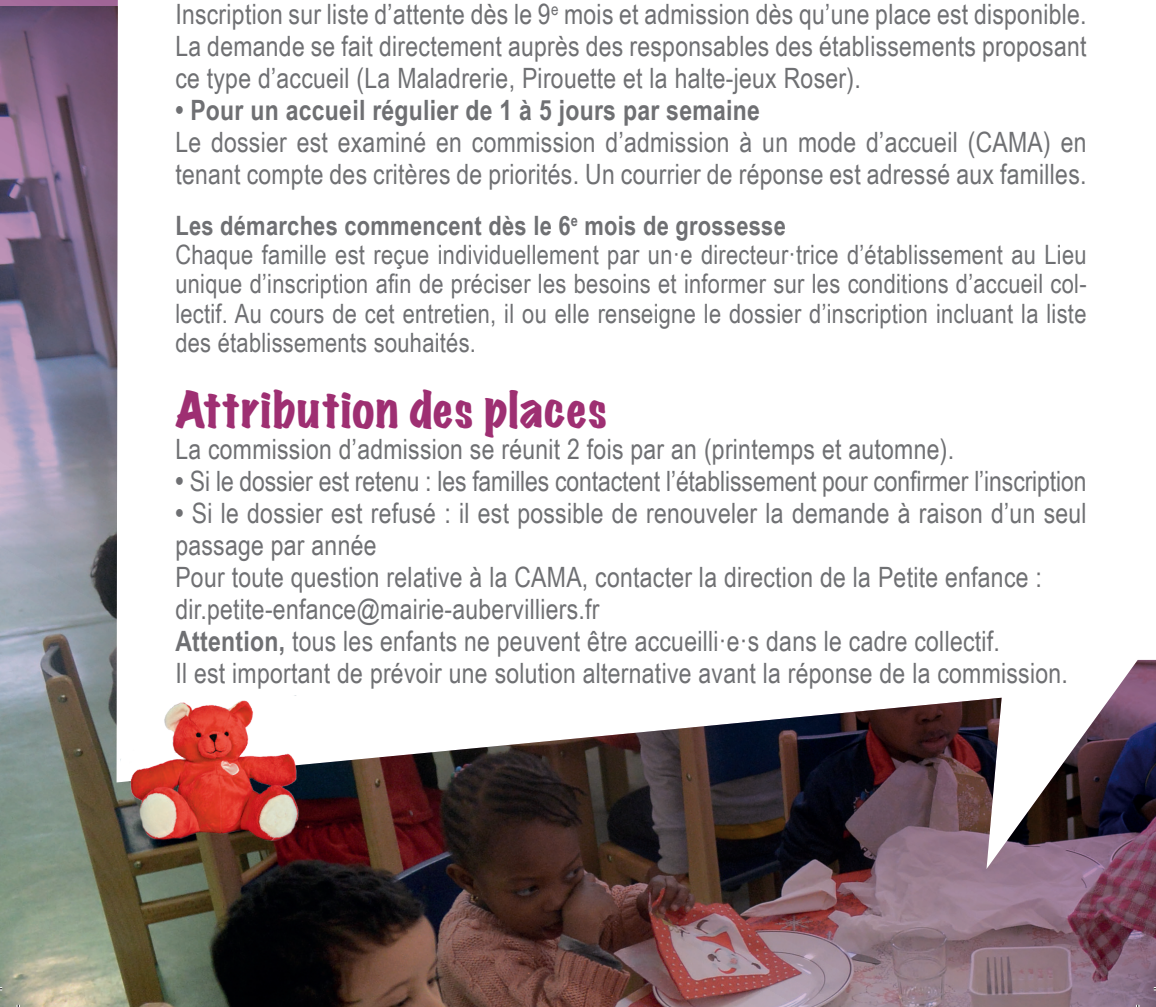 Inscription sur liste d'attente dès le 9e mois et admission dès qu'une place est disponible.
La demande se fait directement auprès des responsables des établissements proposant
ce type d'accueil (La Maladrerie, Pirouette et la halte-jeux Roser).
• Pour un accueil régulier de 1 à 5 jours par semaine
Le dossier est examiné en commission d'admission à un mode d'accueil (CAMA) en
tenant compte des critères de priorités. Un courrier de réponse est adressé aux familles.
Les démarches commencent dès le 6e mois de grossesse
Chaque famille est reçue individuellement par un·e directeur·trice d'établissement au Lieu
unique d'inscription afin de préciser les besoins et informer sur les conditions d'accueil col-
lectif. Au cours de cet entretien, il ou elle renseigne le dossier d'inscription incluant la liste
des établissements souhaités.
Attribution des places
La commission d'admission se réunit 2 fois par an (printemps et automne).
• Si le dossier est retenu : les familles contactent l'établissement pour confirmer l'inscription
• Si le dossier est refusé : il est possible de renouveler la demande à raison d'un seul
passage par année
Pour toute question relative à la CAMA, contacter la direction de la Petite enfance :
dir.petite-enfance@mairie-aubervilliers.fr
Attention, tous les enfants ne peuvent être accueilli·e·s dans le cadre collectif.
Il est important de prévoir une solution alternative avant la réponse de la commission.